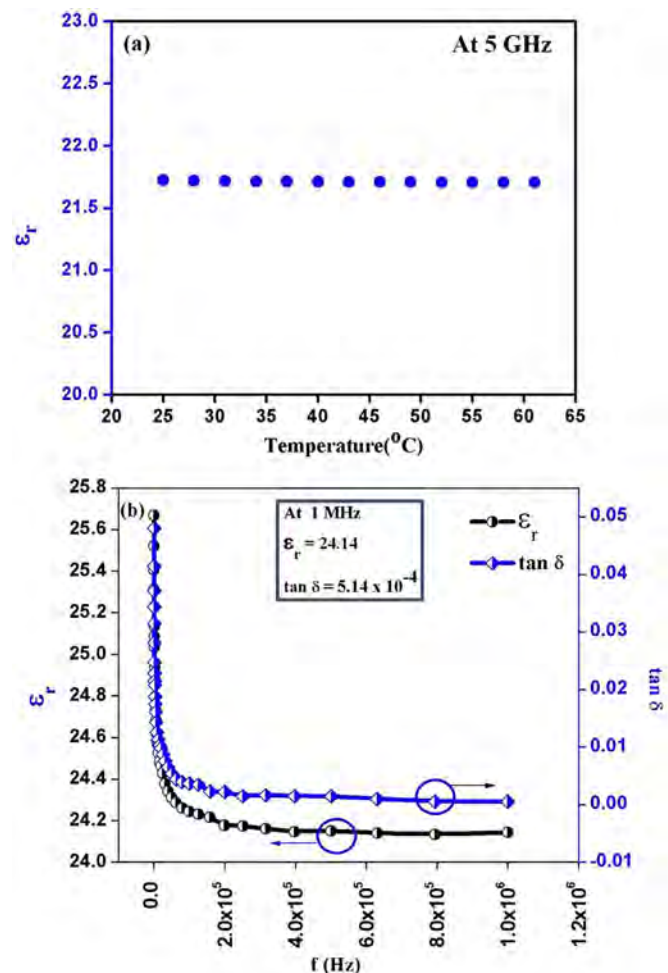 (a)
At 5 GHz
23.0
22.5
22.0
21.5
21.0
20.5
20.0
εr
20 25 30 35 40 45 50 55 60 65
Temperature(⁰C)
(b)
25.8
25.6
25.4
25.2
25.0
24.8
24.6
24.4
24.2
24.0
εr
At 1 MHz
εr = 24.14
tan δ = 5.14 x 10⁻⁴
εr
tan δ
0.05
0.04
0.03
0.02
0.01
0.00
-0.01
tan δ
0.0 2.0x10⁵ 4.0x10⁵ 6.0x10⁵ 8.0x10⁵ 1.0x10⁶ 1.2x10⁶
f (Hz)